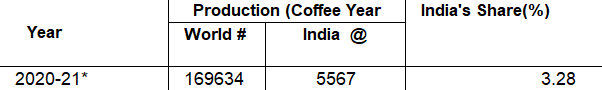 Production (Coffee Year India's Share(%)
Year World # India @
2020-21* 169634 5567 3.28